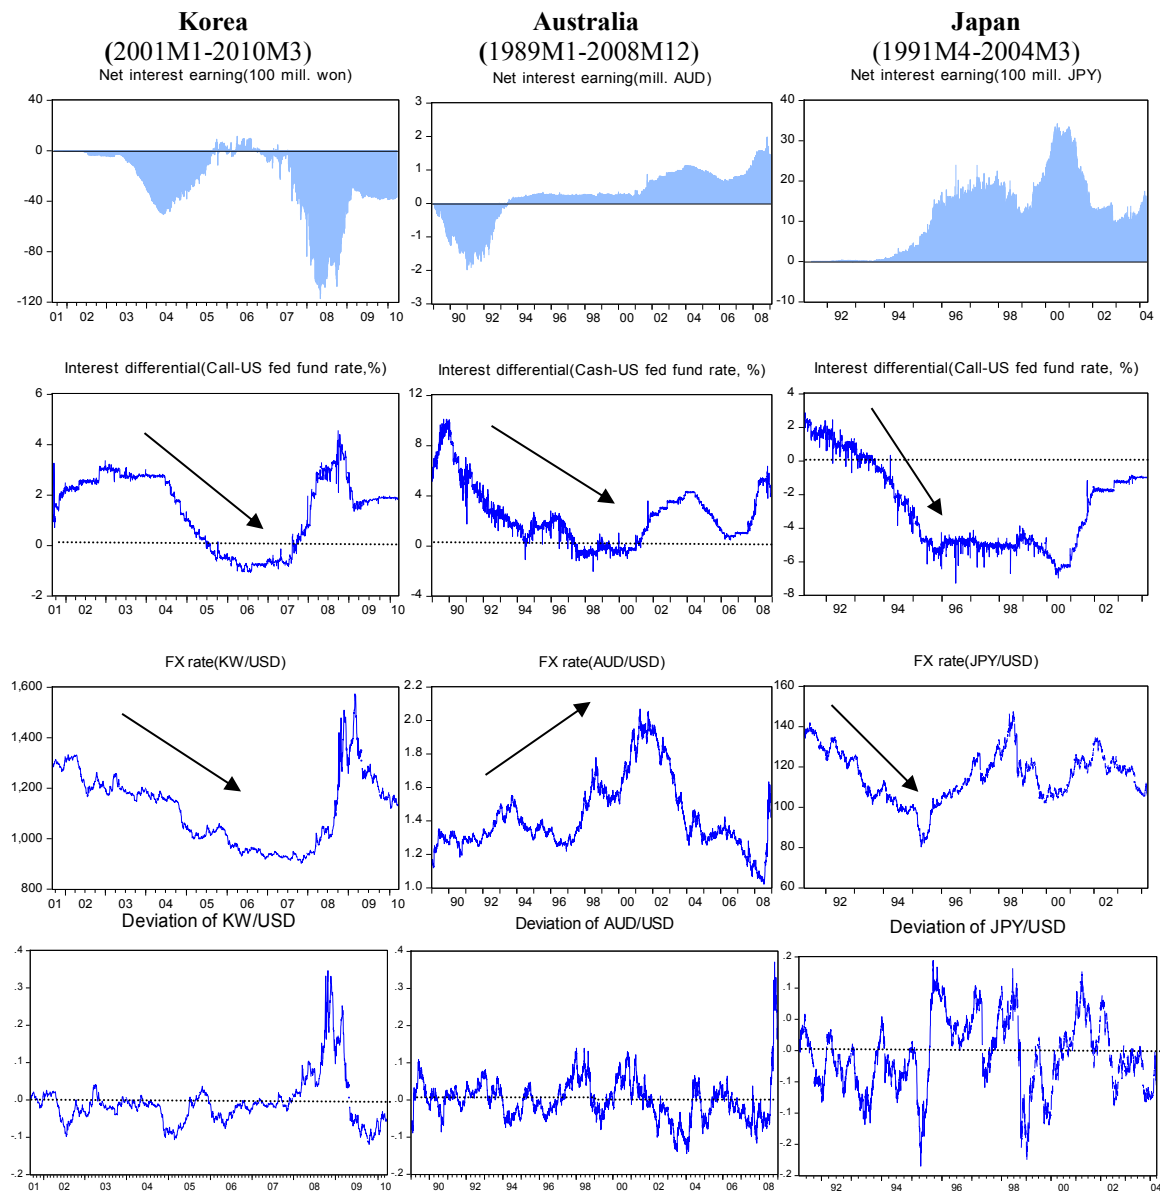 Korea Australia Japan
(2001M1-2010M3) (1989M1-2008M12) (1991M4-2004M3)
Net interest earning(100 mill. won) Net interest earning(mill. AUD) Net interest earning(100 mill. JPY)
40 3 40
2 30
0 1 20
-40 0 10
-1
-80 -2 0
-120 -3 -10
01 02 03 04 05 06 07 08 09 10 90 92 94 96 98 00 02 04 06 08 92 94 96 98 00 02 04
Interest differential(Call-US fed fund rate,%) Interest differential(Cash-US fed fund rate, %) Interest differential(Call-US fed fund rate, %)
6 12 4
4 8 2
0
2 4 -2
0 0 -4
-6
-2 -4 -8
01 02 03 04 05 06 07 08 09 10 90 92 94 96 98 00 02 04 06 08 92 94 96 98 00 02
FX rate(KW/USD) FX rate(AUD/USD) FX rate(JPY/USD)
1,600 2.2 160
1,400 2.0 140
1.8
1,200 1.6 120
1,000 1.4 100
1.2 80
800 1.0 60
01 02 03 04 05 06 07 08 09 10 90 92 94 96 98 00 02 04 06 08 92 94 96 98 00 02
Deviation of KW/USD Deviation of AUD/USD Deviation of JPY/USD
.4 .4 .2
.3 .3 .1
.2 .2 .0
.1 .1 .0
.0 .0 -.1
-.1 -.1 -.1
-.2 -.2 -.2
01 02 03 04 05 06 07 08 09 10 90 92 94 96 98 00 02 04 06 08 92 94 96 98 00 02 04